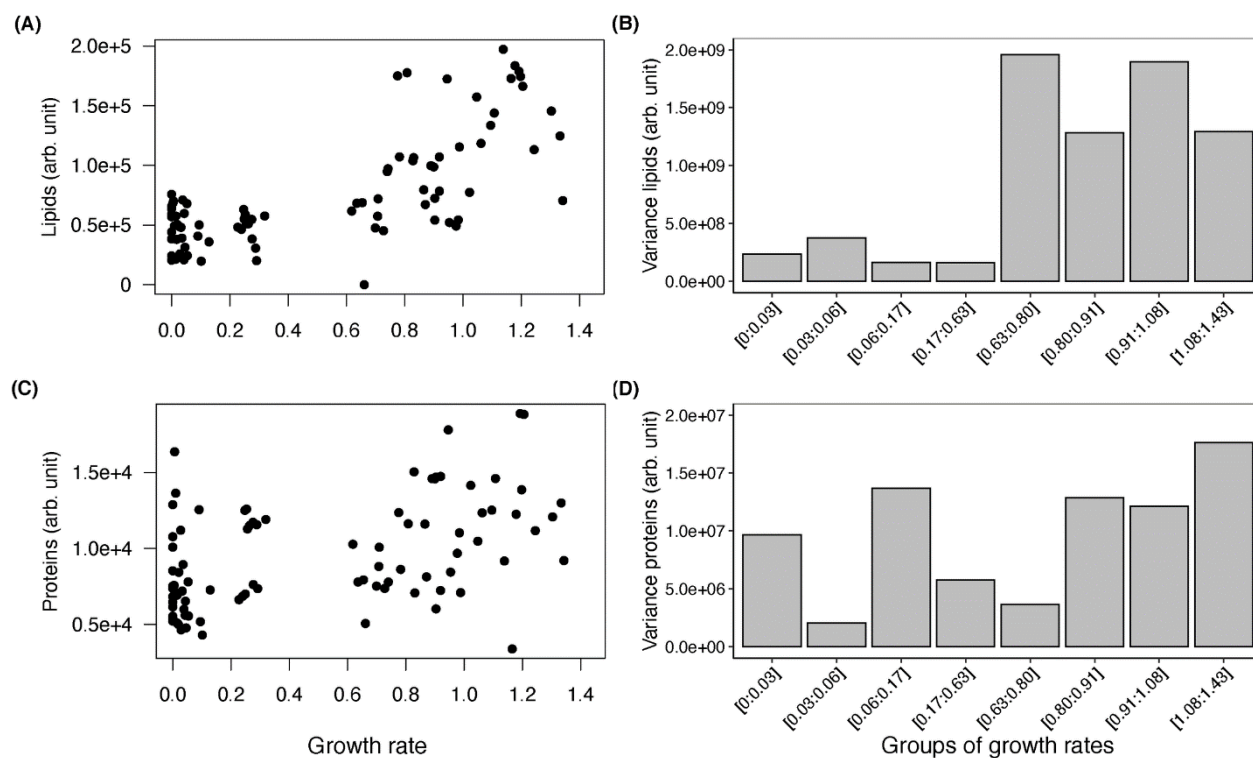 (A)
Lipids (arb. unit)
2.0e+5
1.5e+5
1.0e+5
0.5e+5
0
0.0 0.2 0.4 0.6 0.8 1.0 1.2 1.4
(B)
Variance lipids (arb. unit)
2.0e+09
1.5e+09
1.0e+09
5.0e+08
0.0e+00
[0:0.03] [0.03:0.06] [0.06:0.17] [0.17:0.63] [0.63:0.80] [0.80:0.91] [0.91:1.08] [1.08:1.43]
(C)
Proteins (arb. unit)
1.5e+4
1.0e+4
0.5e+4
0.0 0.2 0.4 0.6 0.8 1.0 1.2 1.4
Growth rate
(D)
Variance proteins (arb. unit)
2.0e+07
1.5e+07
1.0e+07
5.0e+06
0.0e+00
[0:0.03] [0.03:0.06] [0.06:0.17] [0.17:0.63] [0.63:0.80] [0.80:0.91] [0.91:1.08] [1.08:1.43]
Groups of growth rates